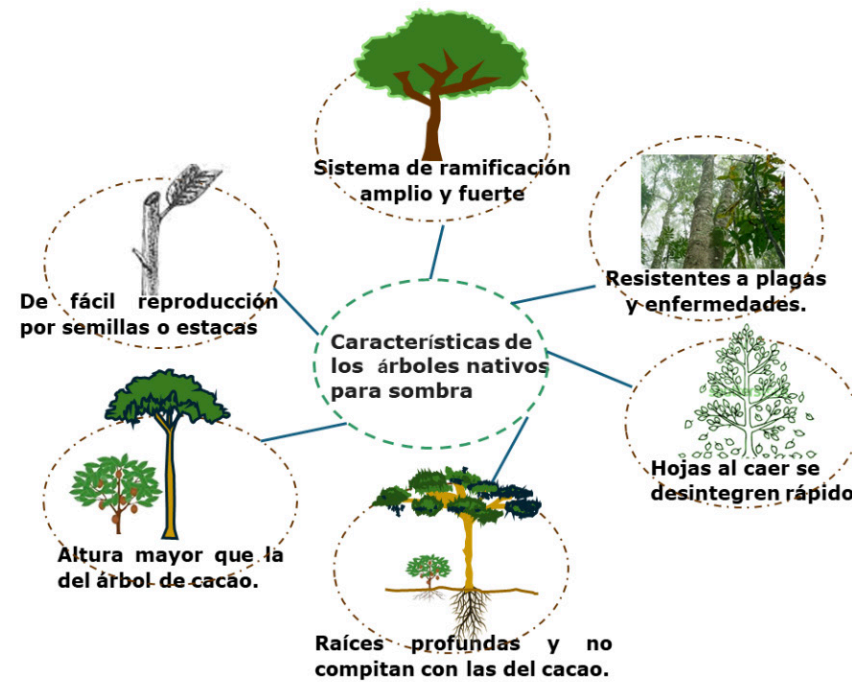 Sistema de ramificación
amplio y fuerte
Resistentes a plagas
y enfermedades.
De fácil reproducción
por semillas o estacas
Características de
los árboles nativos
para sombra
Hojas al caer se
desintegren rápido
Altura mayor que la
del árbol de cacao.
Raíces profundas y no
compitan con las del cacao.